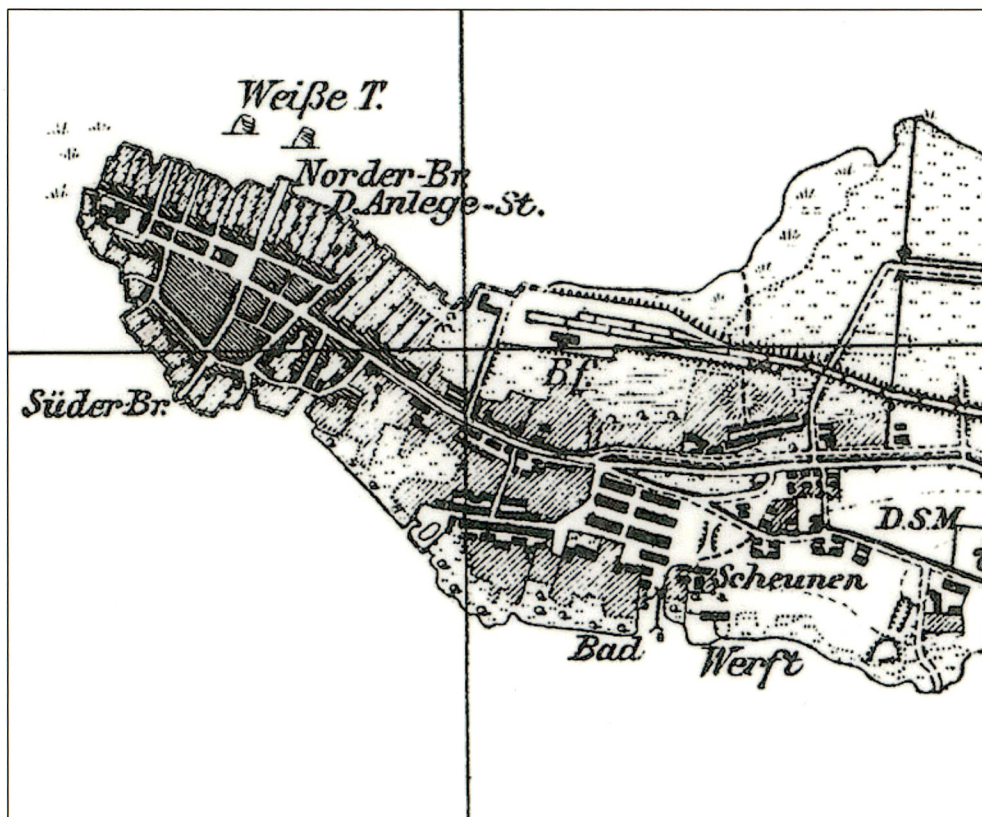 Weiße T.
Norder-Br.
D. Anlege-St.
Bf.
Süder-Br.
D.S.M.
Scheunen
Bad
Werft